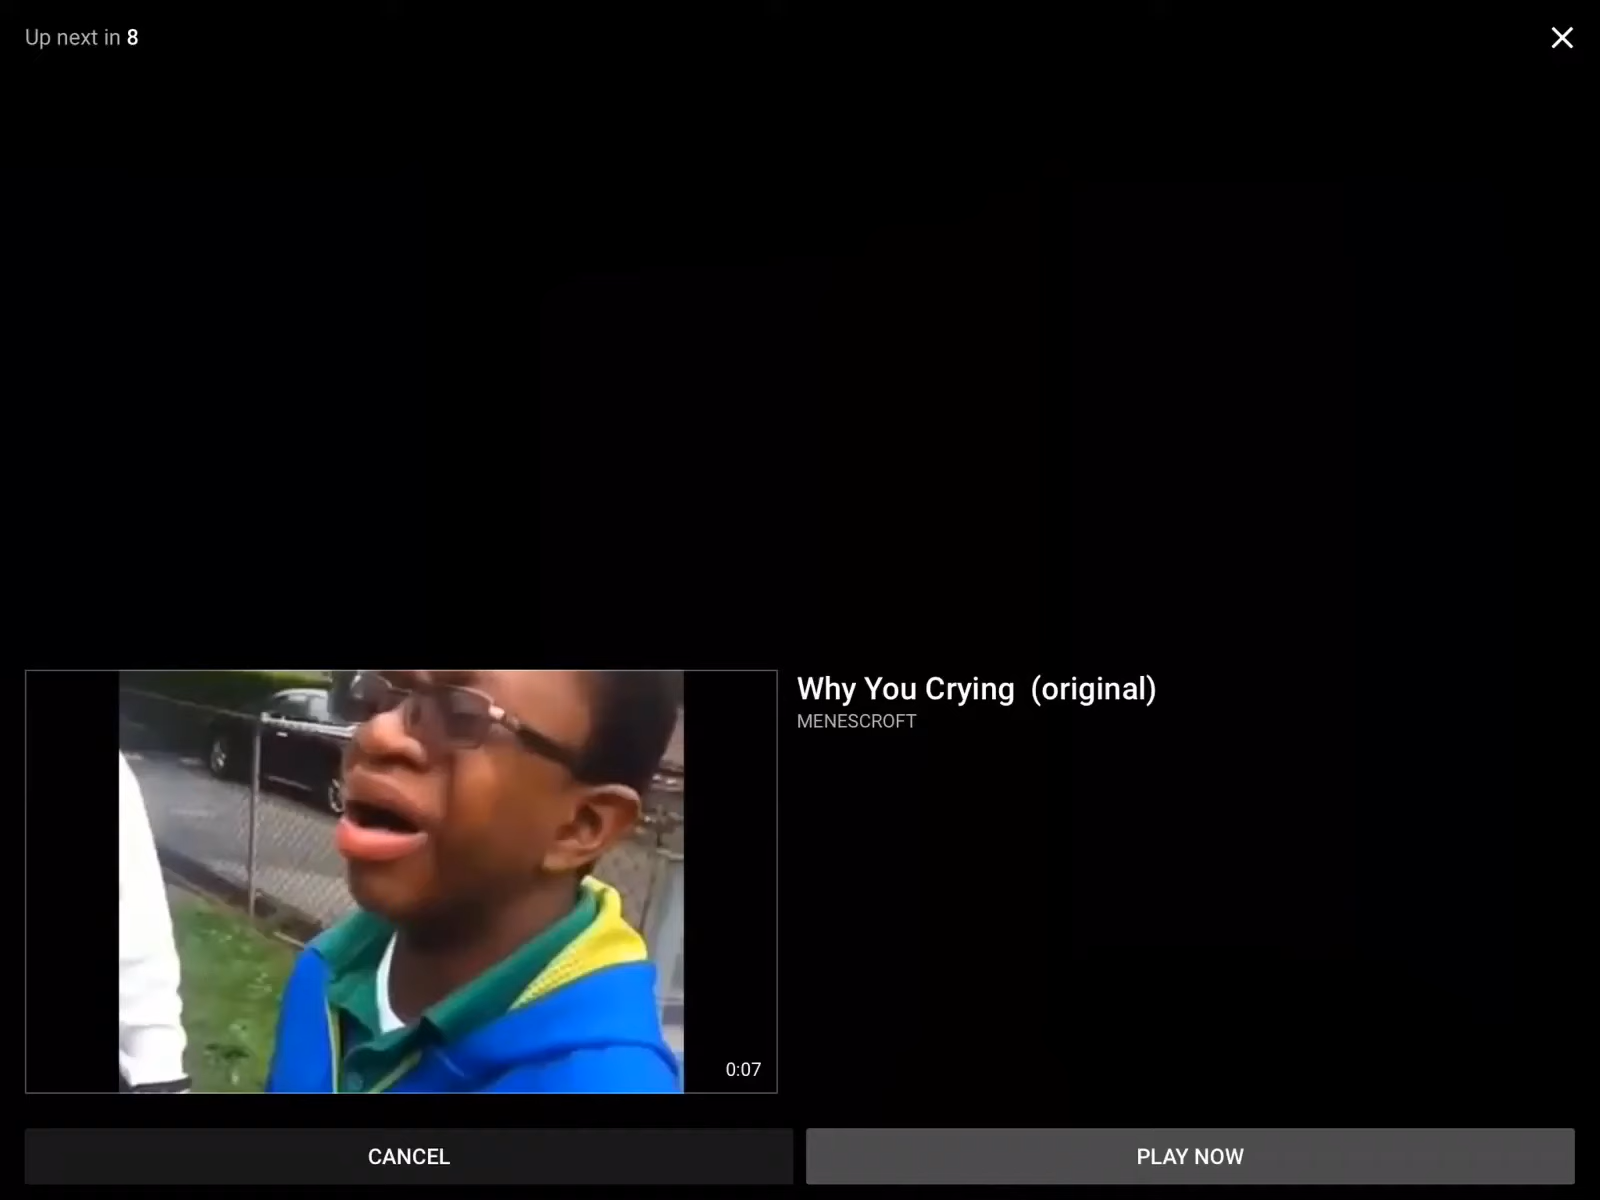 Up next in 8
Why You Crying (original)
MENESCROFT
0:07
CANCEL
PLAY NOW